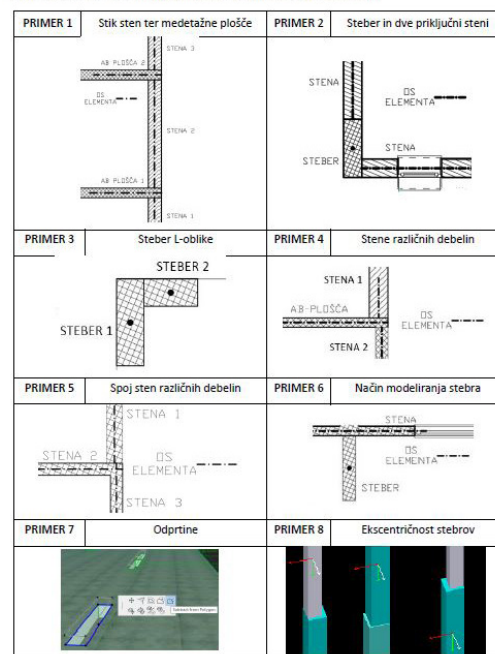 PRIMER 1 Stik sten ter medetažne plošče PRIMER 2 Steber in dve priključni steni
STENA 3
AB PLOŠČA 2
OS
ELEMENTA
STENA 2
AB PLOŠČA 1
STENA 1
STENA
OS
ELEMENTA
STENA
STEBER
PRIMER 3 Steber L-oblike PRIMER 4 Stene različnih debelin
STEBER 2
STEBER 1
STENA 1
AB-PLOŠČA
OS
ELEMENTA
STENA 2
PRIMER 5 Spoj sten različnih debelin PRIMER 6 Način modeliranja stebra
STENA 1
STENA 2
OS
ELEMENTA
STENA 3
STENA
OS
ELEMENTA
STEBER
PRIMER 7 Odprtine PRIMER 8 Ekscentričnost stebrov
Subtract from Polygon